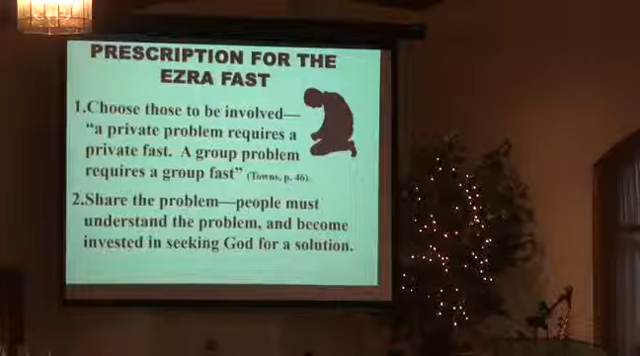 PRESCRIPTION FOR THE
EZRA FAST
1.Choose those to be involved—
“a private problem requires a
private fast. A group problem
requires a group fast” (Towns, p. 46).
2.Share the problem—people must
understand the problem, and become
invested in seeking God for a solution.